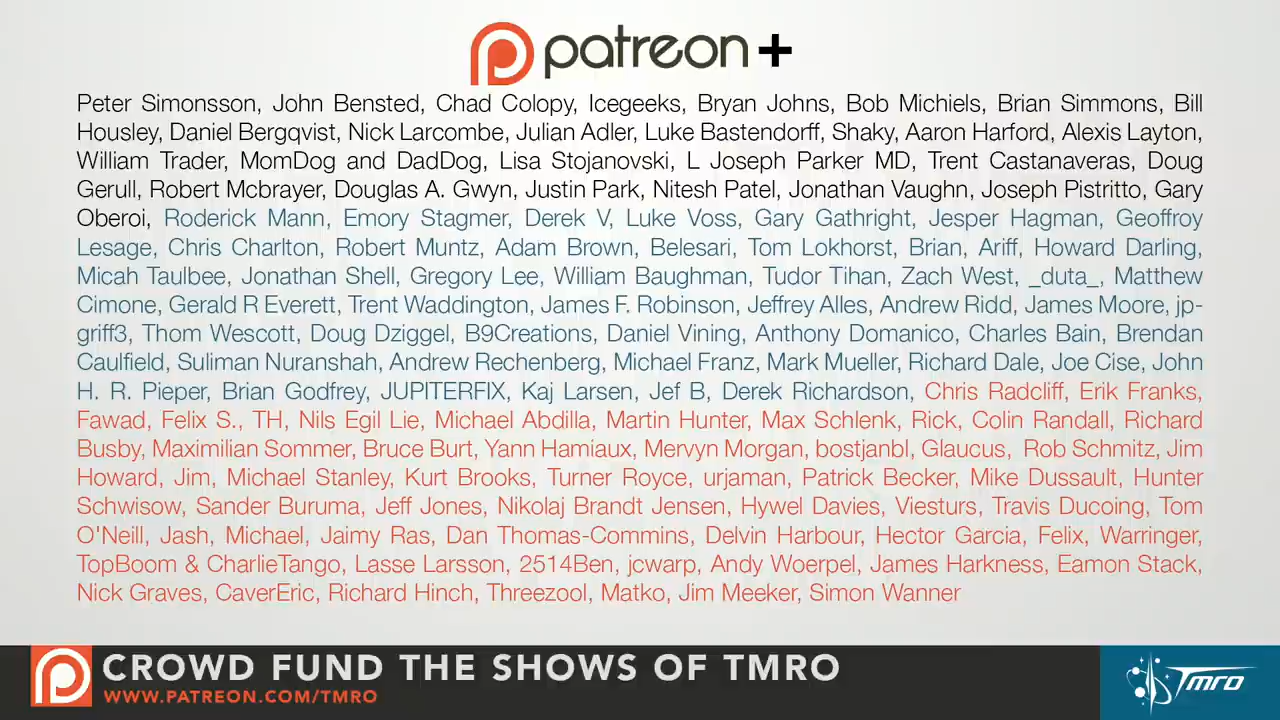 patreon +
Peter Simonsson, John Bensted, Chad Colopy, Icegeeks, Bryan Johns, Bob Michiels, Brian Simmons, Bill
Housley, Daniel Bergqvist, Nick Larcombe, Julian Adler, Luke Bastendorff, Shaky, Aaron Harford, Alexis Layton,
William Trader, MomDog and DadDog, Lisa Stojanovski, L Joseph Parker MD, Trent Castanaveras, Doug
Gerull, Robert Mcbrayer, Douglas A. Gwyn, Justin Park, Nitesh Patel, Jonathan Vaughn, Joseph Pistritto, Gary
Oberoi, Roderick Mann, Emory Stagmer, Derek V, Luke Voss, Gary Gathright, Jesper Hagman, Geoffroy
Lesage, Chris Charlton, Robert Muntz, Adam Brown, Belesari, Tom Lokhorst, Brian, Ariff, Howard Darling,
Micah Taulbee, Jonathan Shell, Gregory Lee, William Baughman, Tudor Tihan, Zach West, _duta_, Matthew
Cimone, Gerald R Everett, Trent Waddington, James F. Robinson, Jeffrey Alles, Andrew Ridd, James Moore, jp-
griff3, Thom Wescott, Doug Dziggel, B9Creations, Daniel Vining, Anthony Domanico, Charles Bain, Brendan
Caulfield, Suliman Nuranshah, Andrew Rechenberg, Michael Franz, Mark Mueller, Richard Dale, Joe Cise, John
H. R. Pieper, Brian Godfrey, JUPITERFIX, Kaj Larsen, Jef B, Derek Richardson, Chris Radcliff, Erik Franks,
Fawad, Felix S., TH, Nils Egil Lie, Michael Abdilla, Martin Hunter, Max Schlenk, Rick, Colin Randall, Richard
Busby, Maximilian Sommer, Bruce Burt, Yann Hamiaux, Mervyn Morgan, bostjanbl, Glaucus, Rob Schmitz, Jim
Howard, Jim, Michael Stanley, Kurt Brooks, Turner Royce, urjaman, Patrick Becker, Mike Dussault, Hunter
Schwisow, Sander Buruma, Jeff Jones, Nikolaj Brandt Jensen, Hywel Davies, Viesturs, Travis Ducoing, Tom
O'Neill, Jash, Michael, Jaimy Ras, Dan Thomas-Commins, Delvin Harbour, Hector Garcia, Felix, Warringer,
TopBoom & CharlieTango, Lasse Larsson, 2514Ben, jcwarp, Andy Woerpel, James Harkness, Eamon Stack,
Nick Graves, CaverEric, Richard Hinch, Threezool, Matko, Jim Meeker, Simon Wanner
CROWD FUND THE SHOWS OF TMRO
WWW.PATREON.COM/TMRO
TMRO